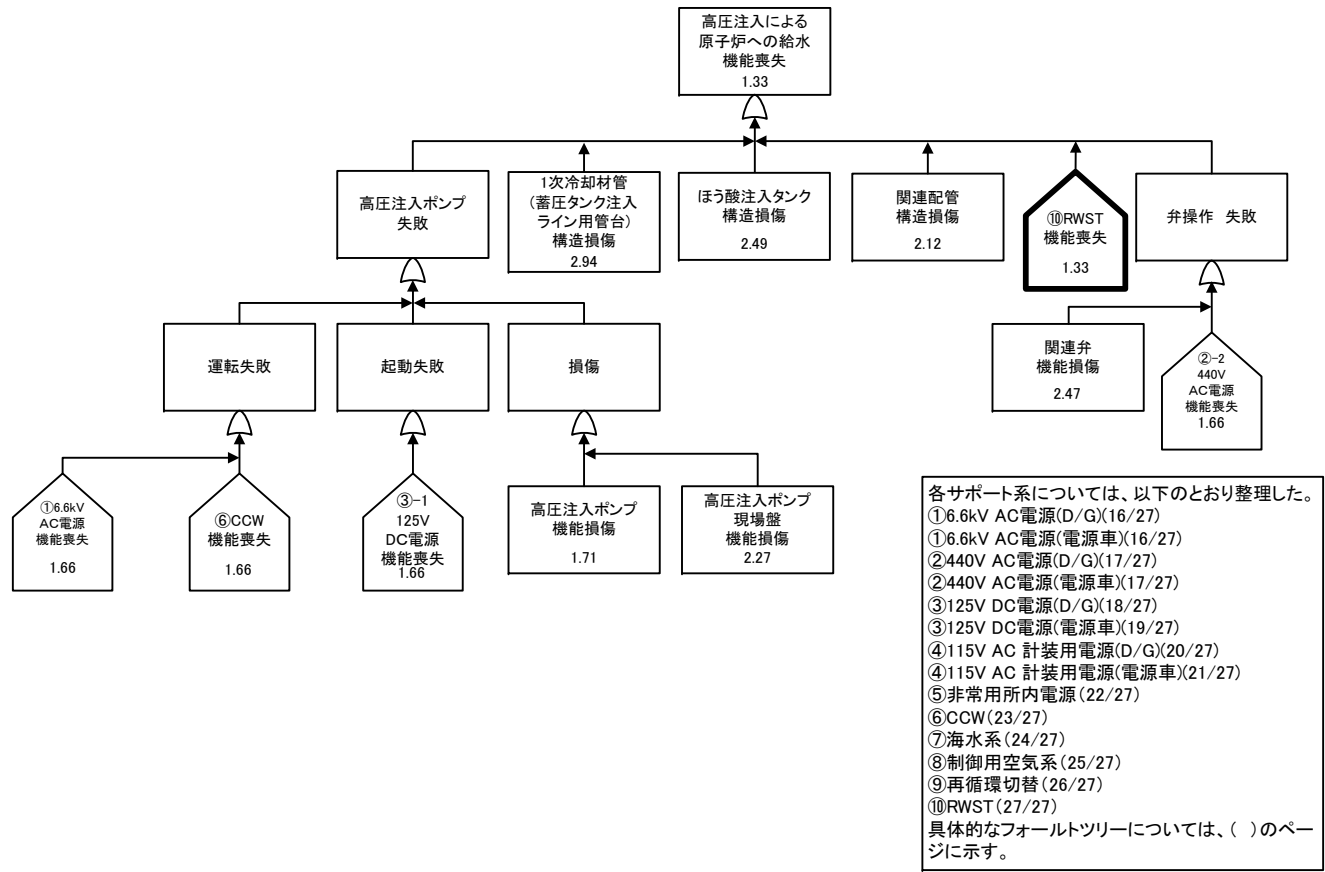 高圧注入による
原子炉への給水
機能喪失
1.33
高圧注入ポンプ
失敗
1次冷却材管
(蓄圧タンク注入
ライン用管台)
構造損傷
2.94
ほう酸注入タンク
構造損傷
2.49
関連配管
構造損傷
2.12
⑩RWST
機能喪失
1.33
弁操作 失敗
運転失敗
起動失敗
損傷
関連弁
機能損傷
2.47
②-2
440V
AC電源
機能喪失
1.66
①6.6kV
AC電源
機能喪失
1.66
⑥CCW
機能喪失
1.66
③-1
125V
DC電源
機能喪失
1.66
高圧注入ポンプ
機能損傷
1.71
高圧注入ポンプ
現場盤
機能損傷
2.27
各サポート系については、以下のとおり整理した。
①6.6kV AC電源(D/G)(16/27)
①6.6kV AC電源(電源車)(16/27)
②440V AC電源(D/G)(17/27)
②440V AC電源(電源車)(17/27)
③125V DC電源(D/G)(18/27)
③125V DC電源(電源車)(19/27)
④115V AC 計装用電源(D/G)(20/27)
④115V AC 計装用電源(電源車)(21/27)
⑤非常用所内電源(22/27)
⑥CCW(23/27)
⑦海水系(24/27)
⑧制御用空気系(25/27)
⑨再循環切替(26/27)
⑩RWST(27/27)
具体的なフォールトツリーについては、( )のペー
ジに示す。